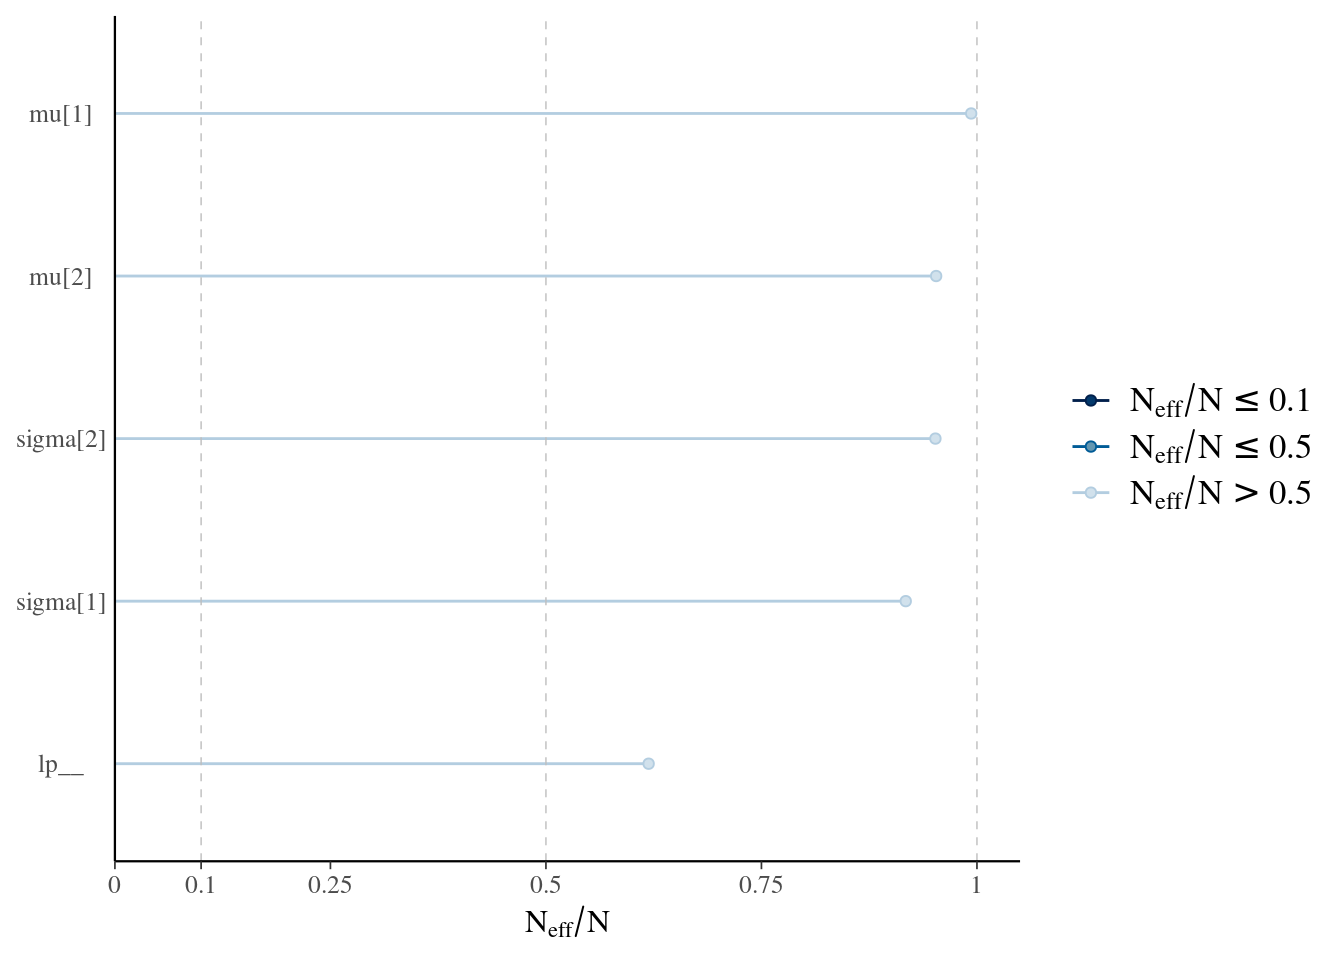 mu[1]
mu[2]
sigma[2]
sigma[1]
lp__
0 0.1 0.25 0.5 0.75 1
Neff/N
Neff/N ≤ 0.1
Neff/N ≤ 0.5
Neff/N > 0.5